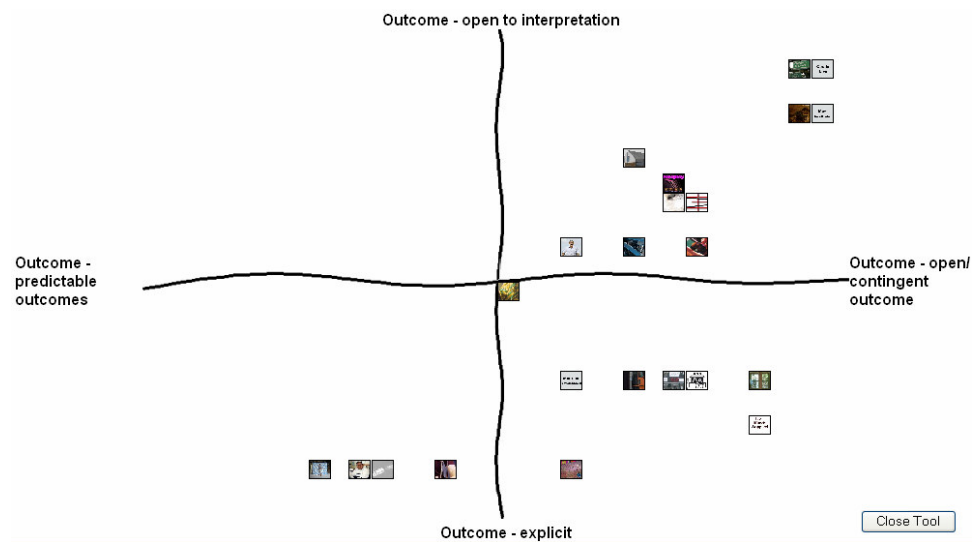 Outcome - open to interpretation
Outcome -
predictable
outcomes
Outcome - open/
contingent
outcome
Outcome - explicit
Close Tool